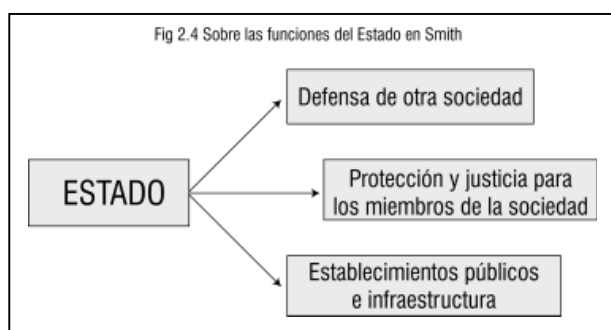 Fig 2.4 Sobre las funciones del Estado en Smith
Defensa de otra sociedad
ESTADO
Protección y justicia para
los miembros de la sociedad
Establecimientos públicos
e infraestructura